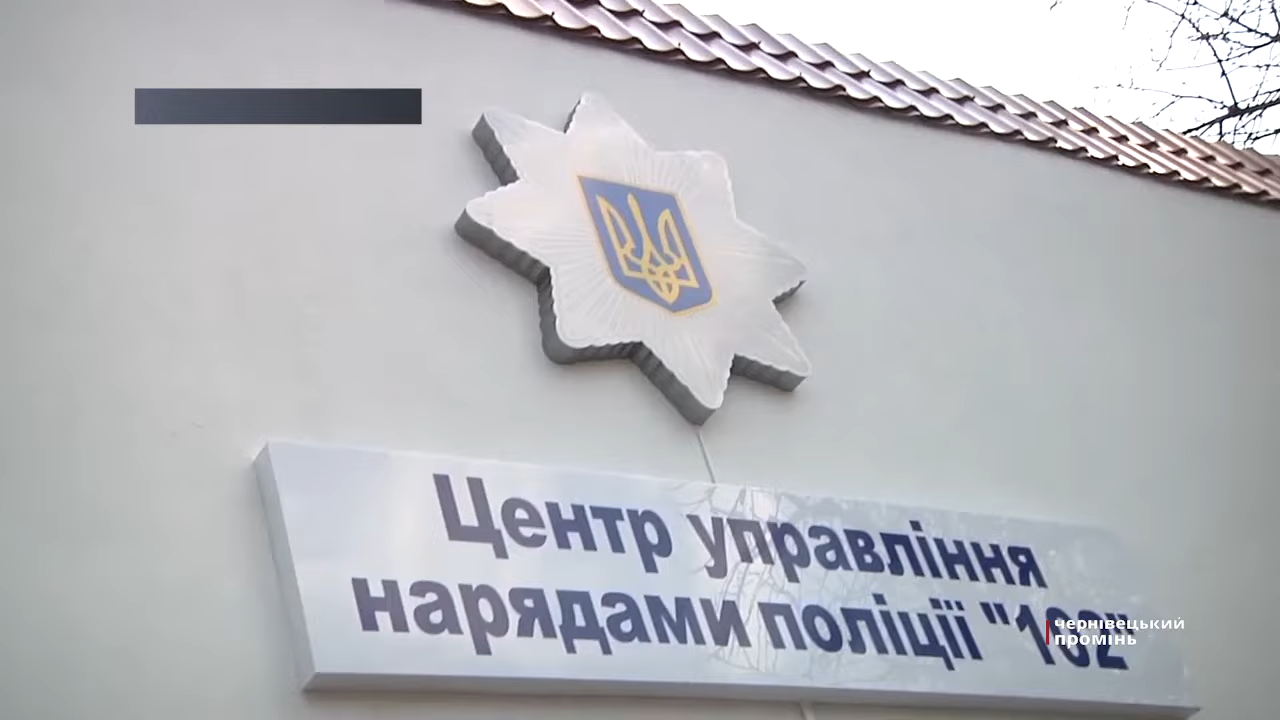 Центр управління
нарядами поліції "102"
чернівецький
промінь